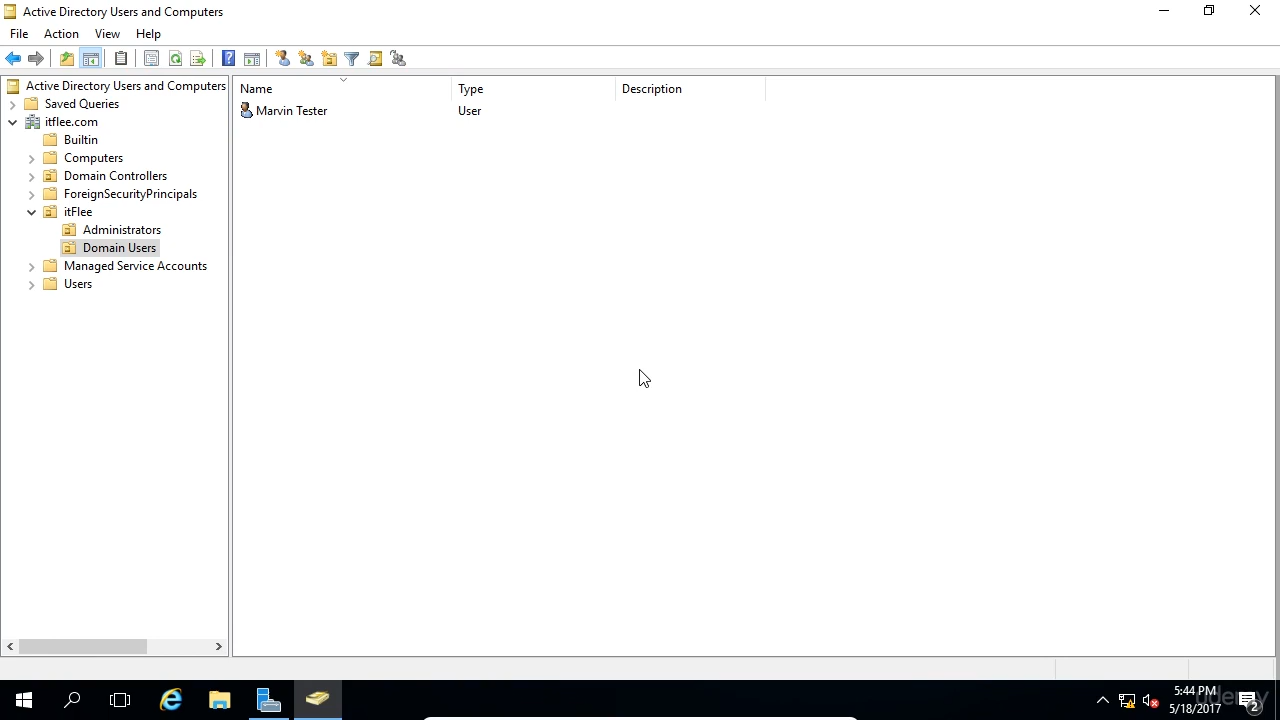 Active Directory Users and Computers
File Action View Help
Active Directory Users and Computers
Saved Queries
itflee.com
Builtin
Computers
Domain Controllers
ForeignSecurityPrincipals
itFlee
Administrators
Domain Users
Managed Service Accounts
Users
Name Type Description
Marvin Tester User
5:44 PM
5/18/2017
udemy
2